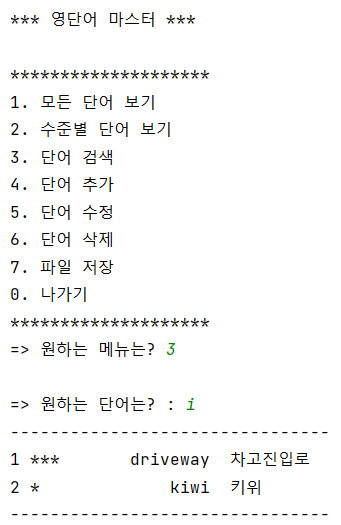 *** 영단어 마스터 ***
********************
1. 모든 단어 보기
2. 수준별 단어 보기
3. 단어 검색
4. 단어 추가
5. 단어 수정
6. 단어 삭제
7. 파일 저장
0. 나가기
********************
=> 원하는 메뉴는? 3
=> 원하는 단어는? : i
--------------------------------
1 ***       driveway  차고진입로
2 *             kiwi  키위
--------------------------------